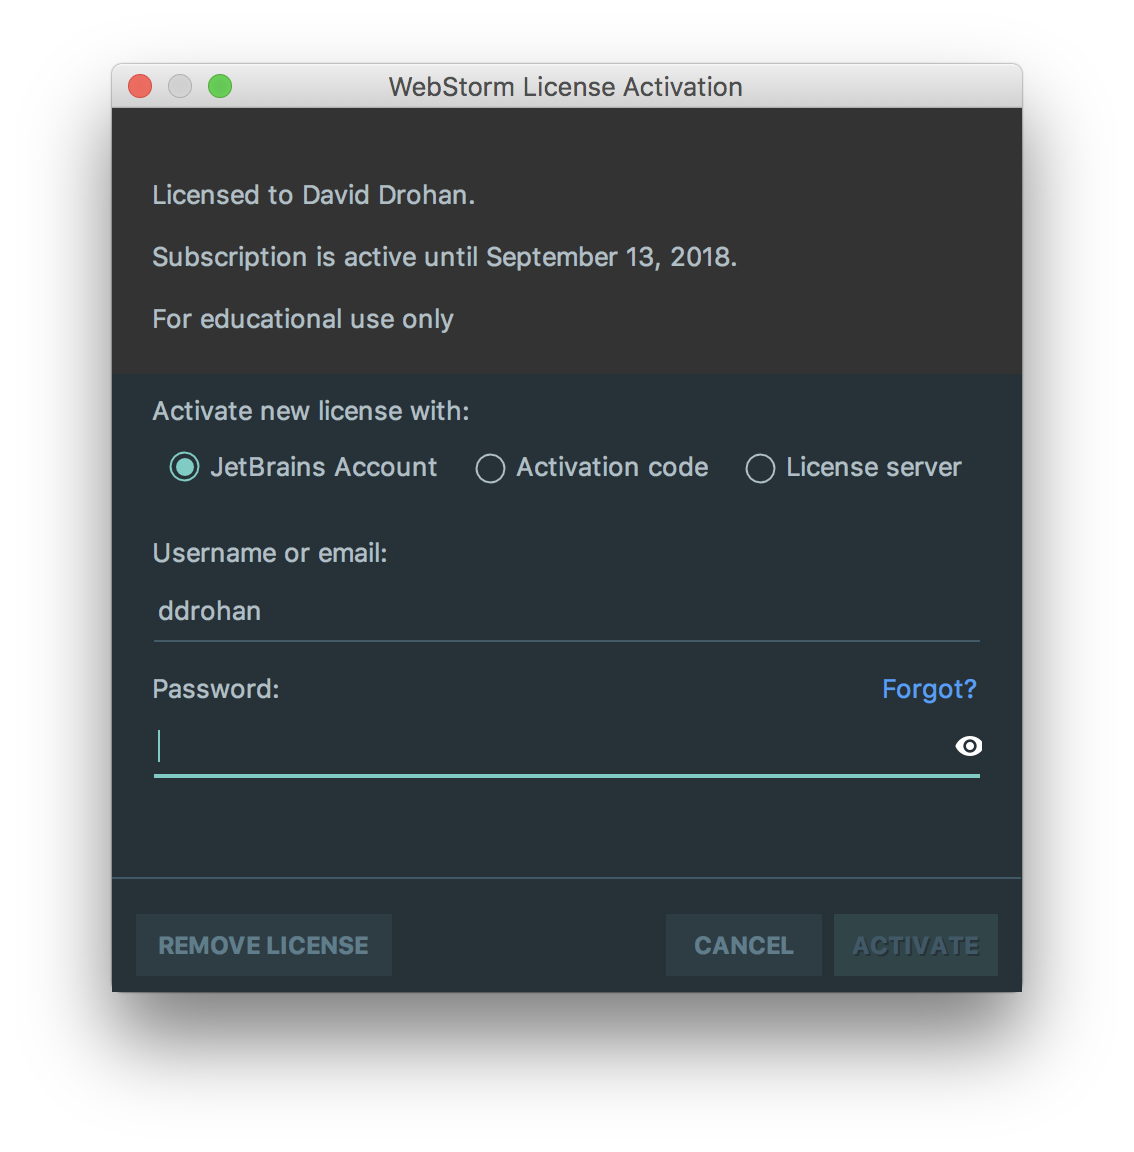 WebStorm License Activation
Licensed to David Drohan.
Subscription is active until September 13, 2018.
For educational use only
Activate new license with:
JetBrains Account Activation code License server
Username or email:
ddrohan
Password: Forgot?
REMOVE LICENSE CANCEL ACTIVATE